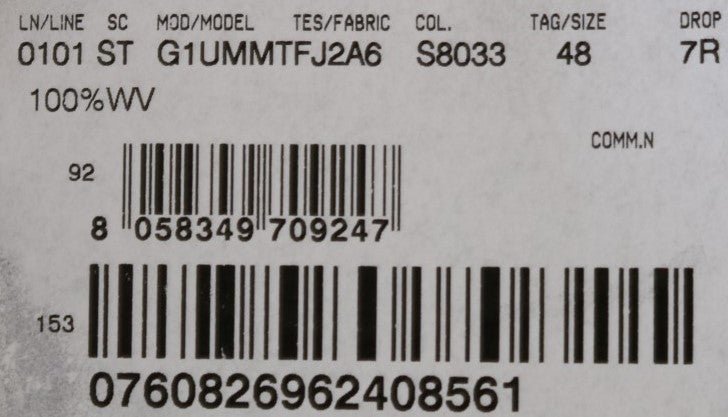 LN/LINE SC MOD/MODEL TES/FABRIC COL. TAG/SIZE DROP
0101 ST G1UMMTFJ2A6 S8033 48 7R
100%WV
COMM.N
92
8 058349 709247
153
0760826962408561